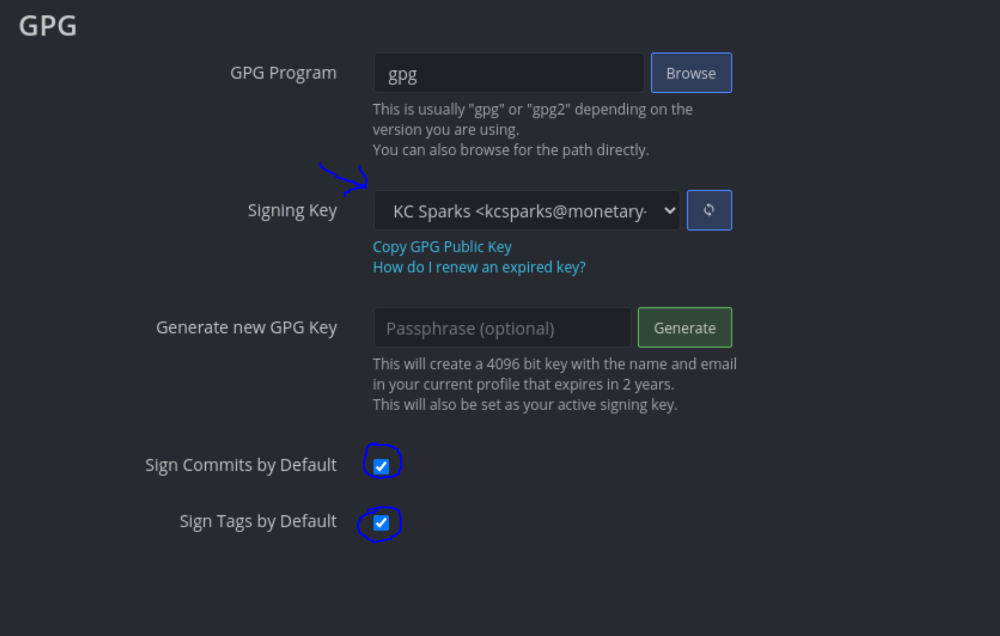 GPG
GPG Program
gpg
Browse
This is usually "gpg" or "gpg2" depending on the
version you are using.
You can also browse for the path directly.
Signing Key
KC Sparks <kcsparks@monetary-
Copy GPG Public Key
How do I renew an expired key?
Generate new GPG Key
Passphrase (optional)
Generate
This will create a 4096 bit key with the name and email
in your current profile that expires in 2 years.
This will also be set as your active signing key.
Sign Commits by Default
Sign Tags by Default